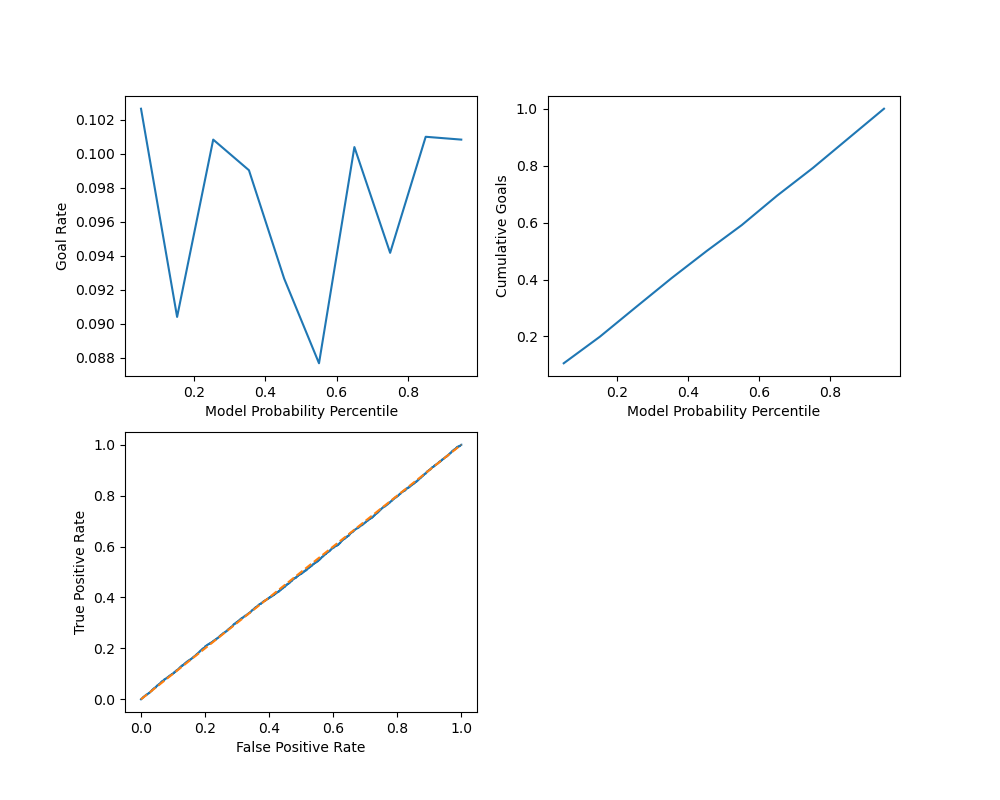 0.102
0.100
0.098
0.096
0.094
0.092
0.090
0.088
Goal Rate
0.2 0.4 0.6 0.8
Model Probability Percentile
1.0
0.8
0.6
0.4
0.2
Cumulative Goals
0.2 0.4 0.6 0.8
Model Probability Percentile
1.0
0.8
0.6
0.4
0.2
0.0
True Positive Rate
0.0 0.2 0.4 0.6 0.8 1.0
False Positive Rate